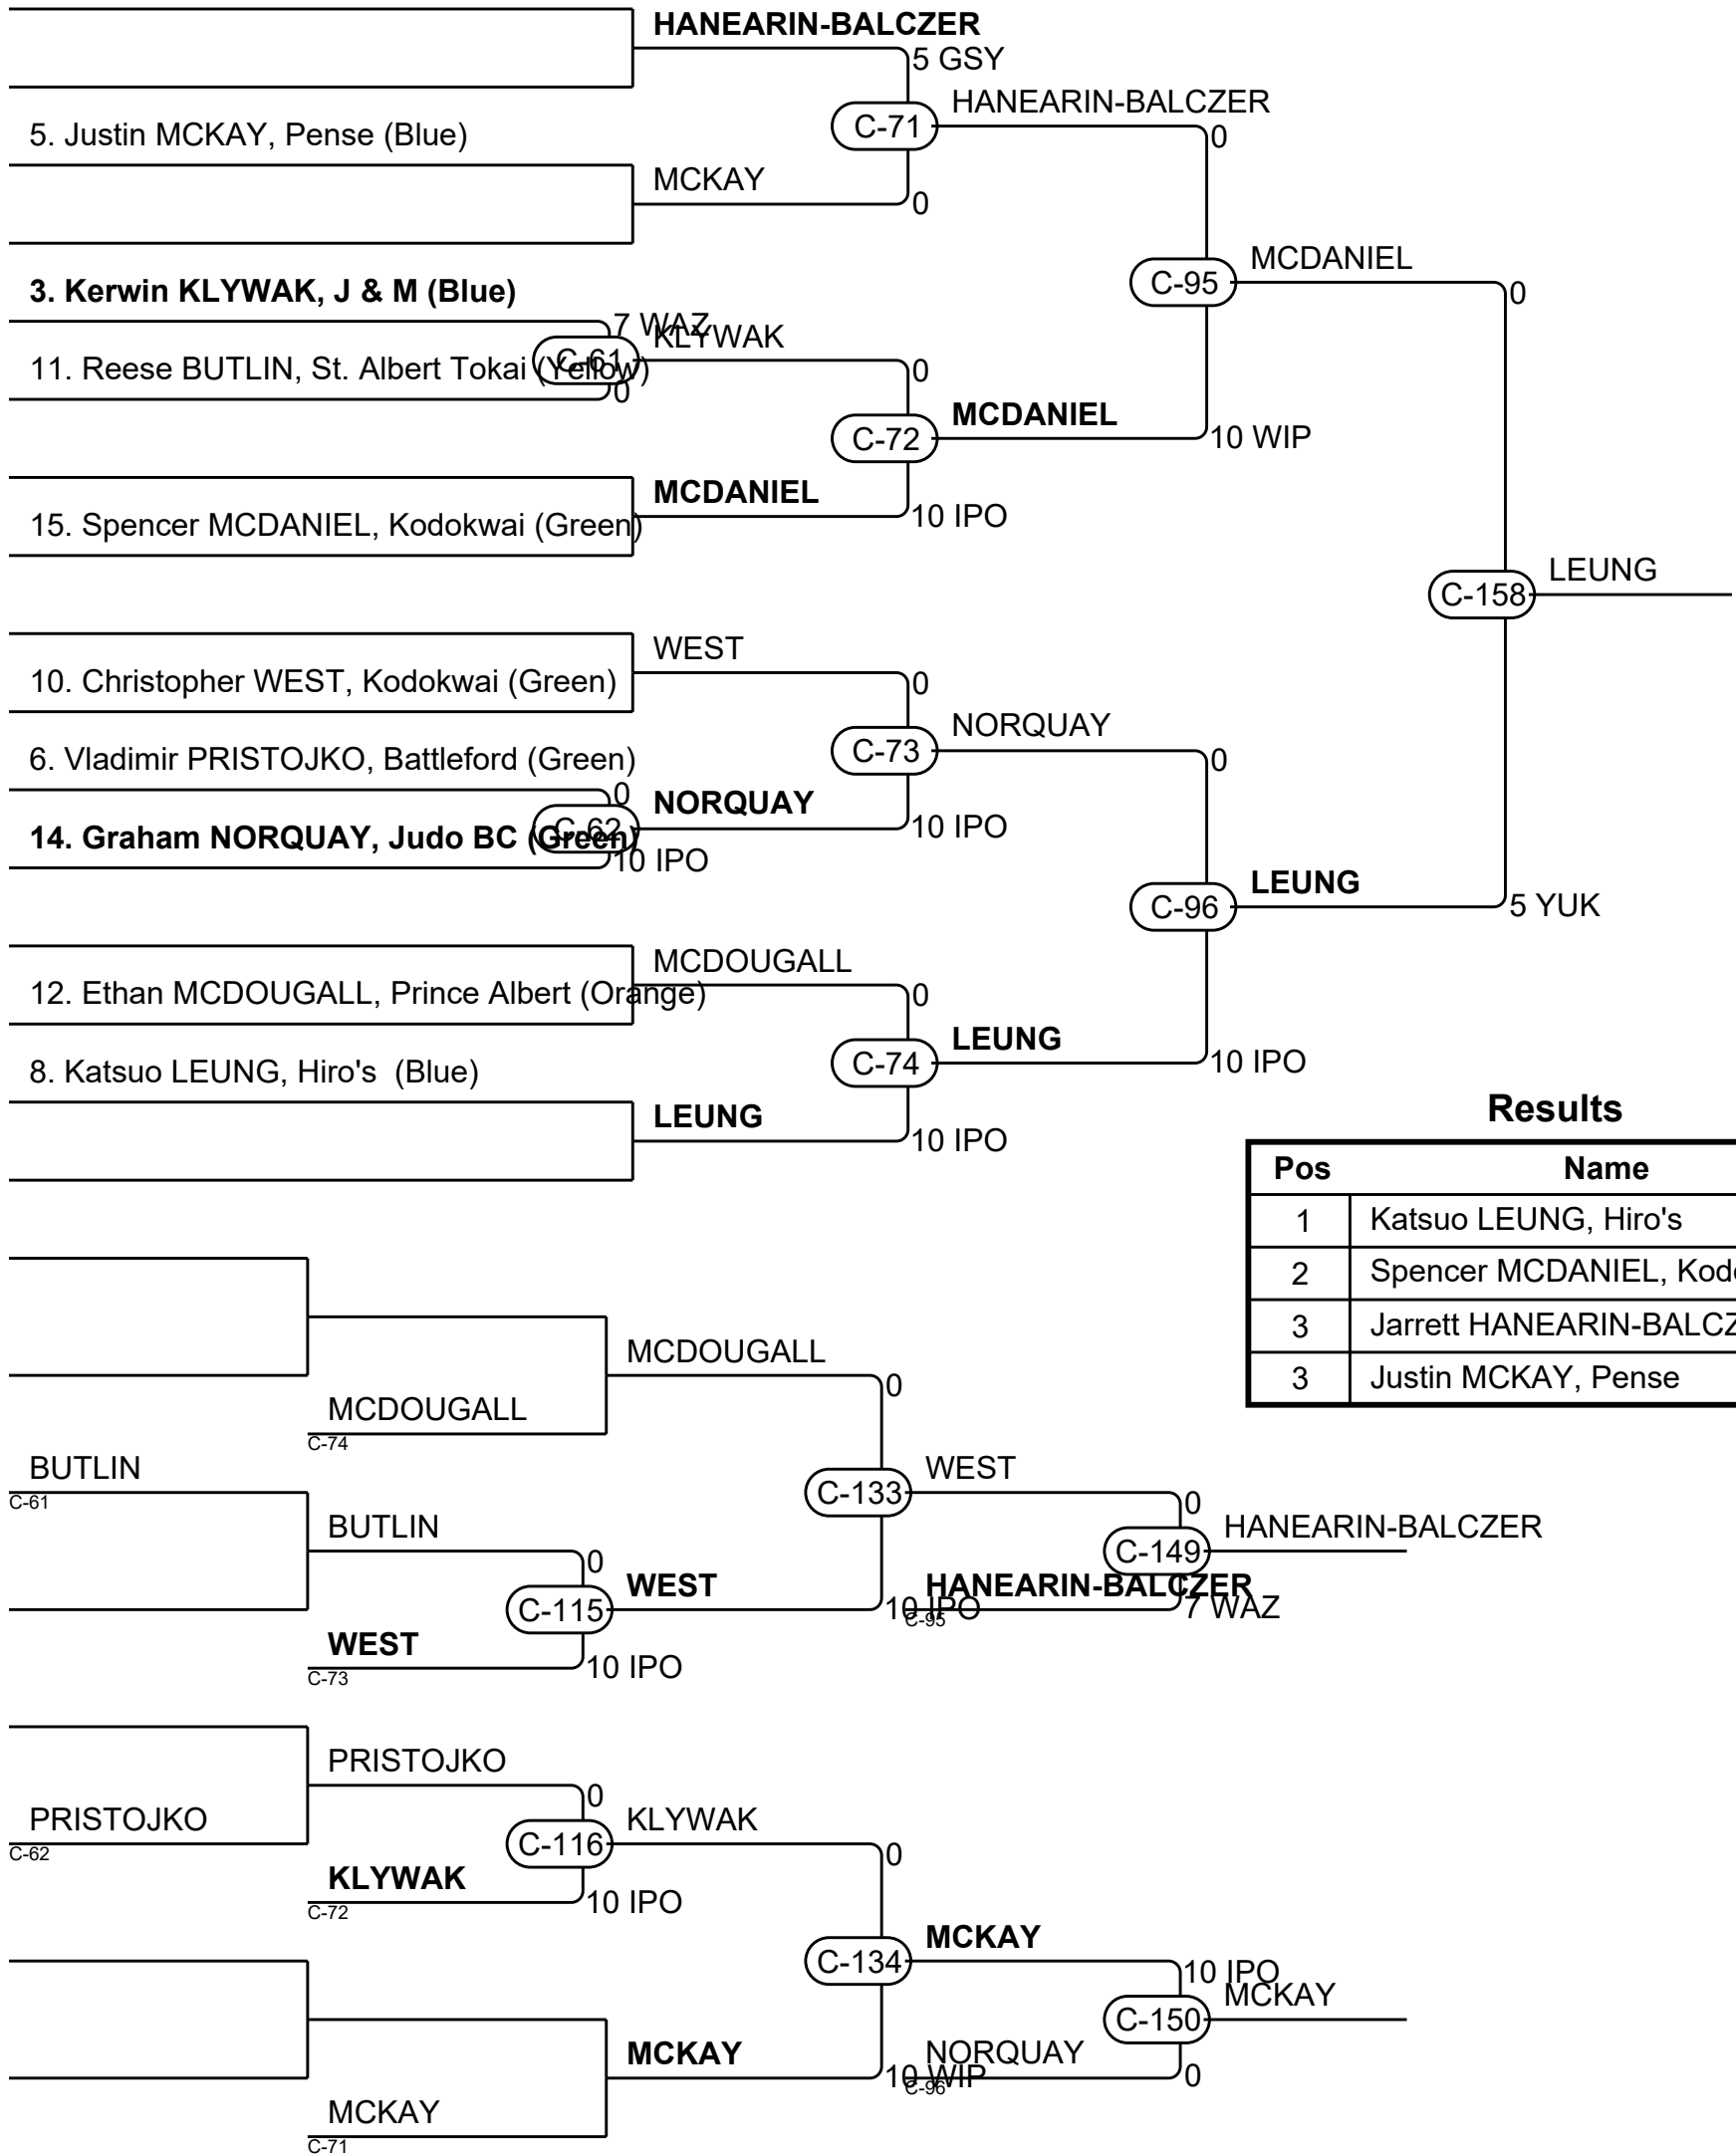 HANEARIN-BALCZER
5 GSY
HANEARIN-BALCZER
C-71
0
5. Justin MCKAY, Pense (Blue)
MCKAY
0
MCDANIEL
C-95
0
3. Kerwin KLYWAK, J & M (Blue)
7 WAZ
KLYWAK
C-61
11. Reese BUTLIN, St. Albert Tokai (Yellow)
0
0
MCDANIEL
C-72
10 WIP
MCDANIEL
10 IPO
15. Spencer MCDANIEL, Kodokwai (Green)
LEUNG
C-158
WEST
10. Christopher WEST, Kodokwai (Green)
0
NORQUAY
C-73
0
6. Vladimir PRISTOJKO, Battleford (Green)
0
NORQUAY
C-62
14. Graham NORQUAY, Judo BC (Green)
10 IPO
10 IPO
LEUNG
C-96
5 YUK
MCDOUGALL
12. Ethan MCDOUGALL, Prince Albert (Orange)
0
LEUNG
C-74
10 IPO
8. Katsuo LEUNG, Hiro's (Blue)
LEUNG
10 IPO
Results
Pos Name
1 Katsuo LEUNG, Hiro's
2 Spencer MCDANIEL,
3 Jarrett
3 Justin MCKAY, Pense
MCDOUGALL
0
MCDOUGALL
C-74
BUTLIN
C-61
WEST
C-133
0
BUTLIN
0
HANEARIN-BALCZER
C-149
WEST
C-115
10 IPO
HANEARIN-BALCZER
C-95
7 WAZ
WEST
C-73
10 IPO
PRISTOJKO
0
PRISTOJKO
C-62
KLYWAK
C-116
0
KLYWAK
C-72
10 IPO
MCKAY
C-134
10 IPO
MCKAY
C-150
MCKAY
10 WIP
NORQUAY
C-96
0
MCKAY
C-71